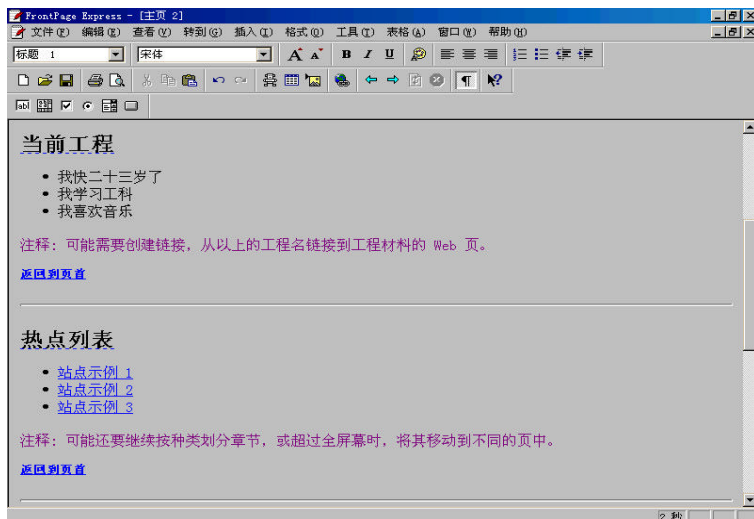 FrontPage Express - [主页 2]
文件(F) 编辑(E) 查看(V) 转到(G) 插入(I) 格式(O) 工具(T) 表格(A) 窗口(W) 帮助(H)
标题 1 宋体 A A B I U
abl
当前工程
• 我快二十三岁了
• 我学习工科
• 我喜欢音乐
注释: 可能需要创建链接, 从以上的工程名链接到工程材料的 Web 页。
返回到页首
热点列表
• 站点示例 1
• 站点示例 2
• 站点示例 3
注释: 可能还要继续按种类划分章节, 或超过全屏幕时, 将其移动到不同的页中。
返回到页首
2 秒